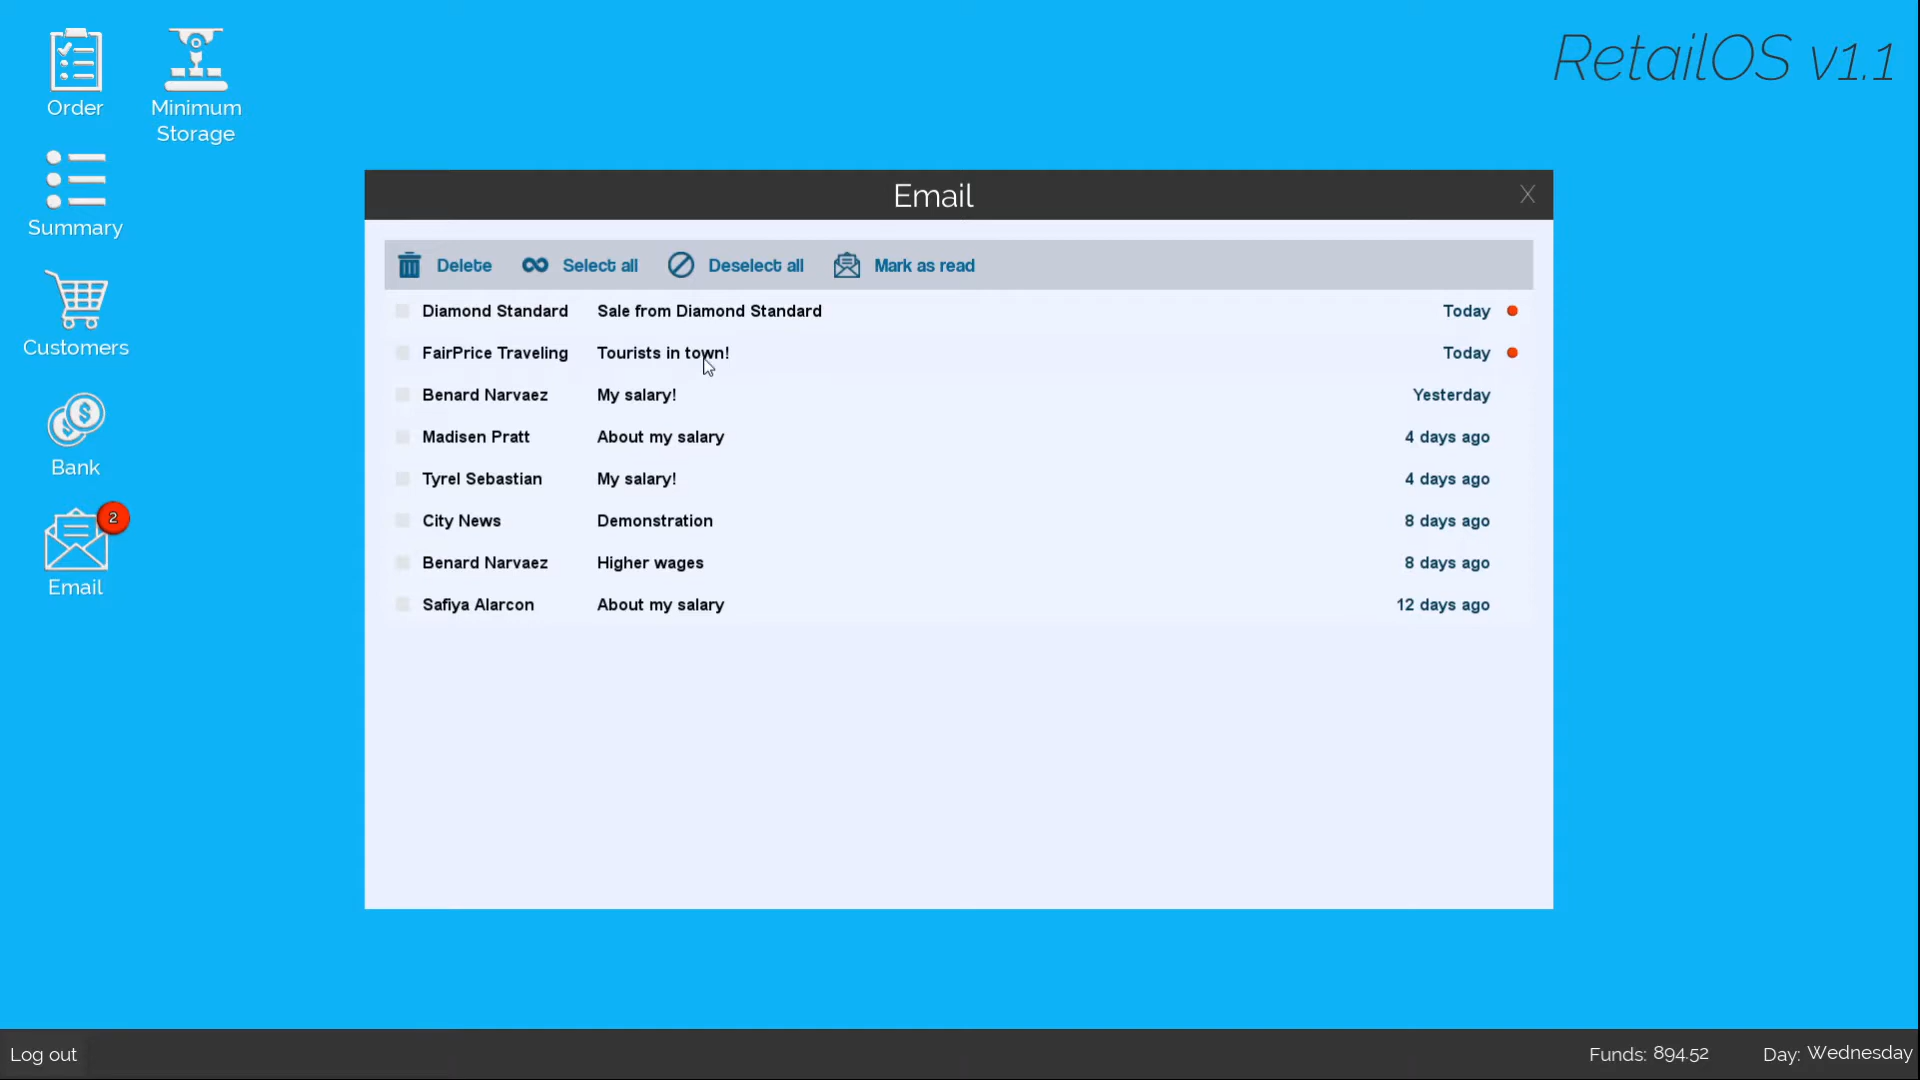 RetailOS v1.1
Order
Minimum
Storage
Summary
Customers
Bank
2
Email
Email
X
Delete
Select all
Deselect all
Mark as read
Diamond Standard Sale from Diamond Standard Today
FairPrice Traveling Tourists in town! Today
Benard Narvaez My salary! Yesterday
Madisen Pratt About my salary 4 days ago
Tyrel Sebastian My salary! 4 days ago
City News Demonstration 8 days ago
Benard Narvaez Higher wages 8 days ago
Safiya Alarcon About my salary 12 days ago
Log out
Funds: 894.52
Day: Wednesday